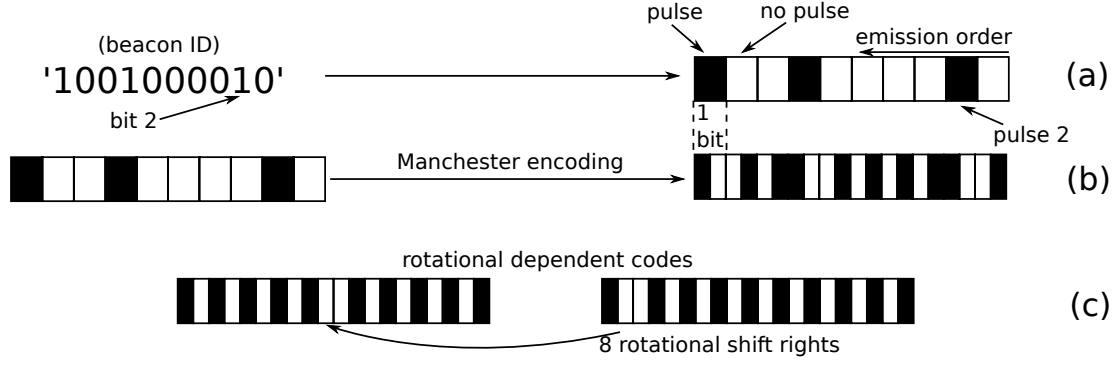 (beacon ID)
'1001000010'
bit 2
pulse
no pulse
emission order
(a)
1
bit
pulse 2
Manchester encoding
(b)
rotational dependent codes
8 rotational shift rights
(c)